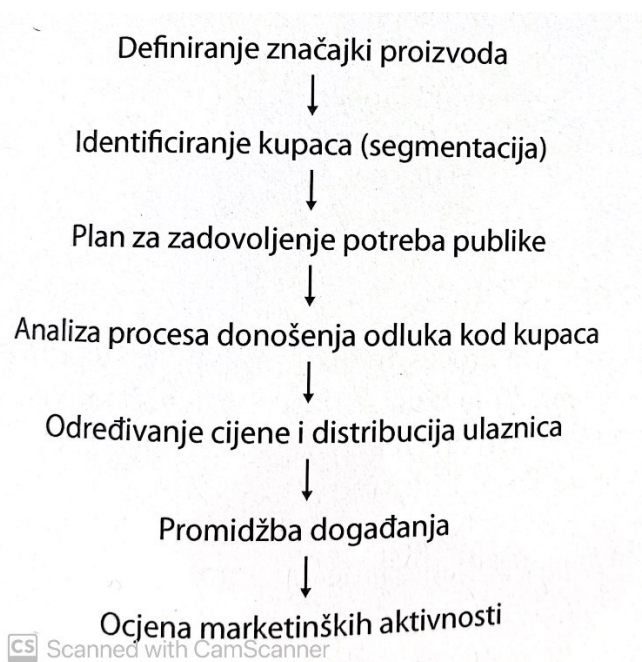 Definiranje značajki proizvoda
Identificiranje kupaca (segmentacija)
Plan za zadovoljenje potreba publike
Analiza procesa donošenja odluka kod kupaca
Određivanje cijene i distribucija ulaznica
Promidžba događanja
Ocjena marketinških aktivnosti
CS Scanned with CamScanner